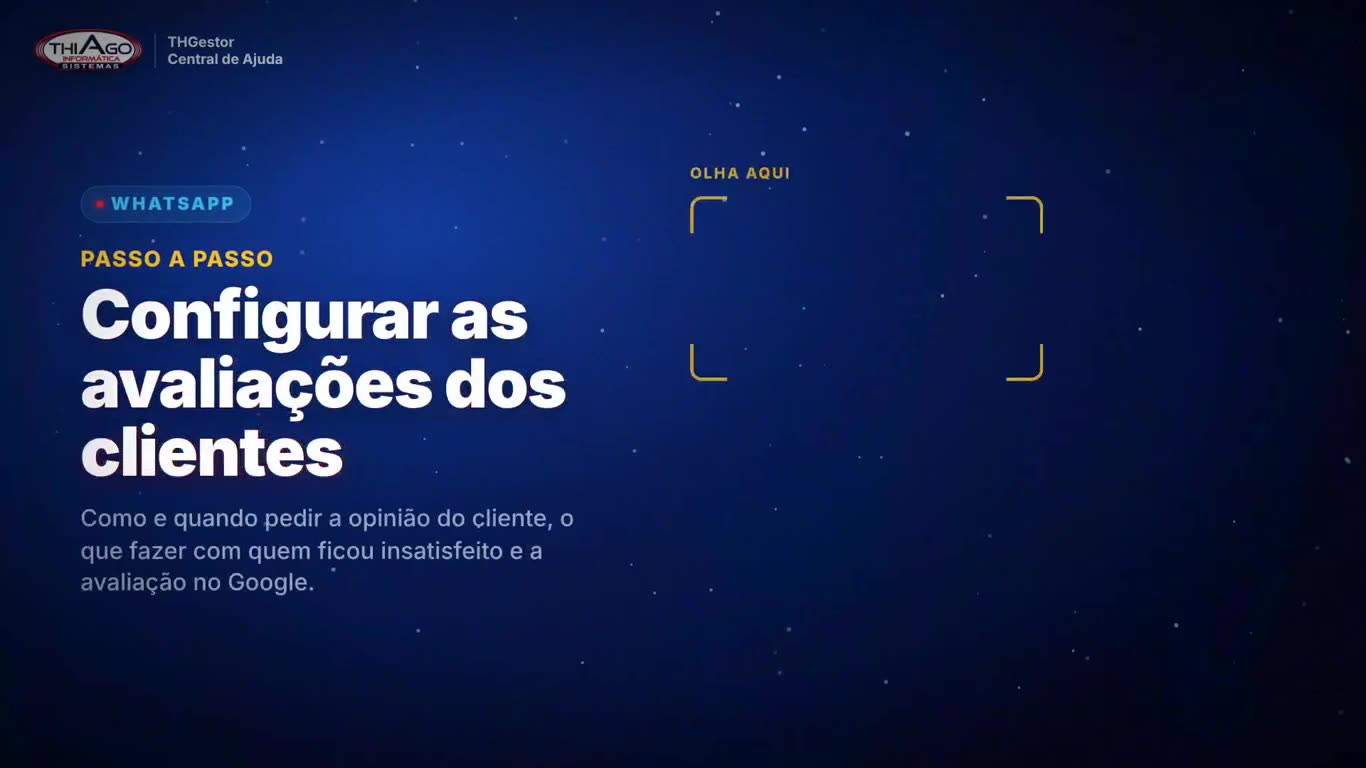 THIAGO
INFORMÁTICA
SISTEMAS
THGestor
Central de Ajuda
WHATSAPP
PASSO A PASSO
Configurar as
avaliações dos
clientes
Como e quando pedir a opinião do cliente, o
que fazer com quem ficou insatisfeito e a
avaliação no Google.
OLHA AQUI